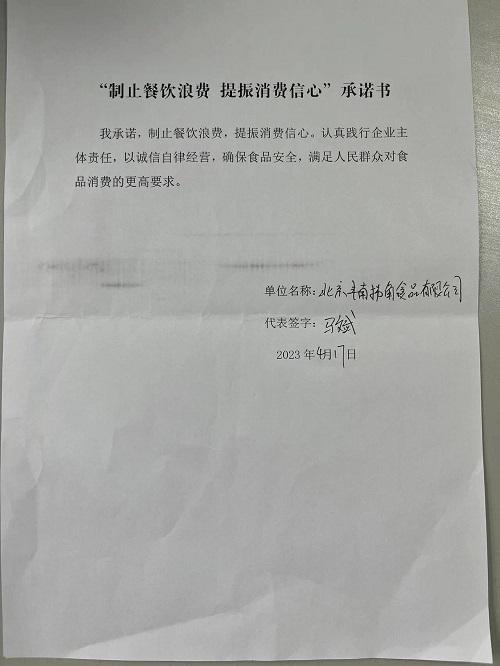 “制止餐饮浪费 提振消费信心”承诺书
我承诺，制止餐饮浪费，提振消费信心。认真践行企业主
体责任，以诚信自律经营，确保食品安全，满足人民群众对食
品消费的更高要求。
单位名称：北京 南 角食品有限公司
代表签字：马斌
2023年4月17日